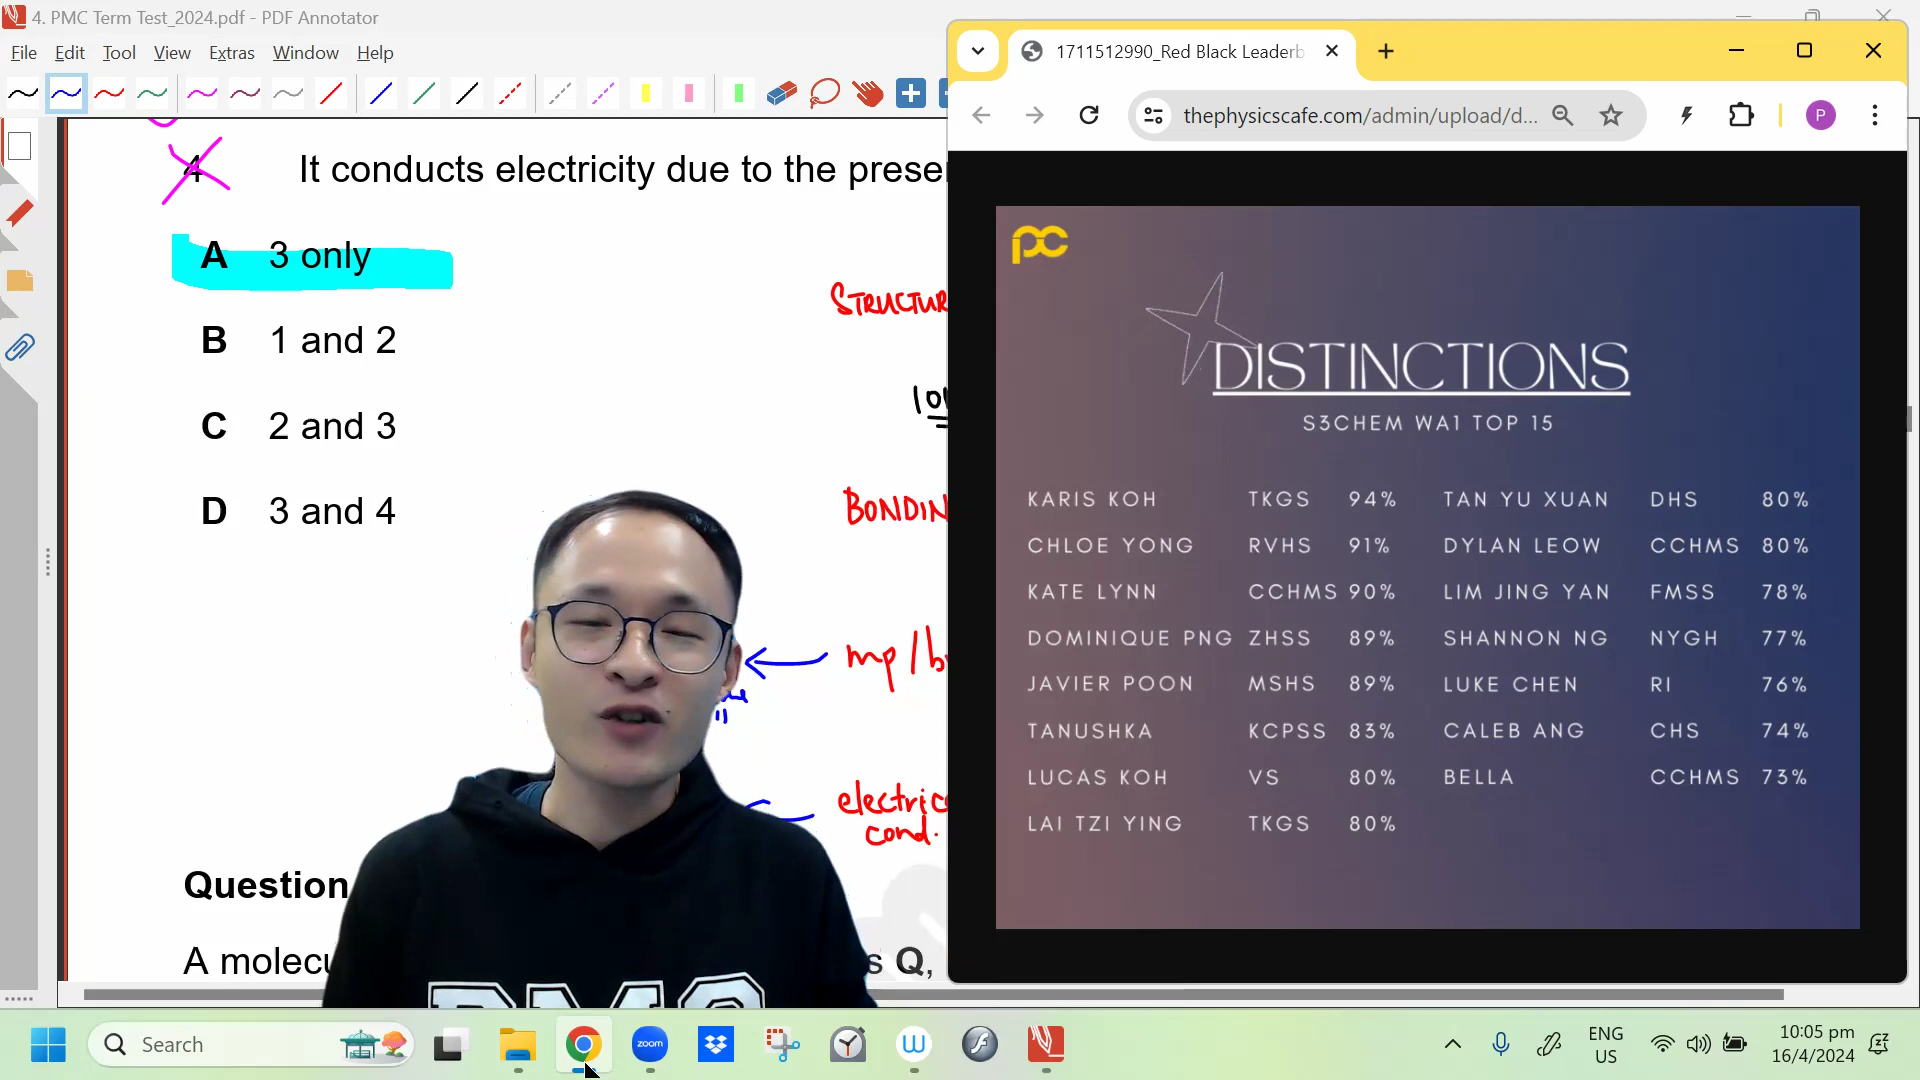 4. PMC Term Test_2024.pdf - PDF Annotator
File Edit Tool View Extras Window Help
4 It conducts electricity due to the
A 3 only
B 1 and 2
C 2 and 3
D 3 and 4
mp /
cond.
Question
A
Q,
1711512990_Red Black
thephysicscafe.com/admin/upload/d...
P
pc
DISTINCTIONS
S3CHEM WA1 TOP 15
KARIS KOH TKGS 94% TAN YU XUAN DHS 80%
CHLOE YONG RVHS 91% DYLAN LEOW CCHMS 80%
KATE LYNN CCHMS 90% LIM JING YAN FMSS 78%
DOMINIQUE PNG ZHSS 89% SHANNON NG NYGH 77%
JAVIER POON MSHS 89% LUKE CHEN RI 76%
TANUSHKA KCPSS 83% CALEB ANG CHS 74%
LUCAS KOH VS 80% BELLA CCHMS 73%
LAI TZI YING TKGS 80%
Search
zoom
ENG
US
10:05 pm
16/4/2024